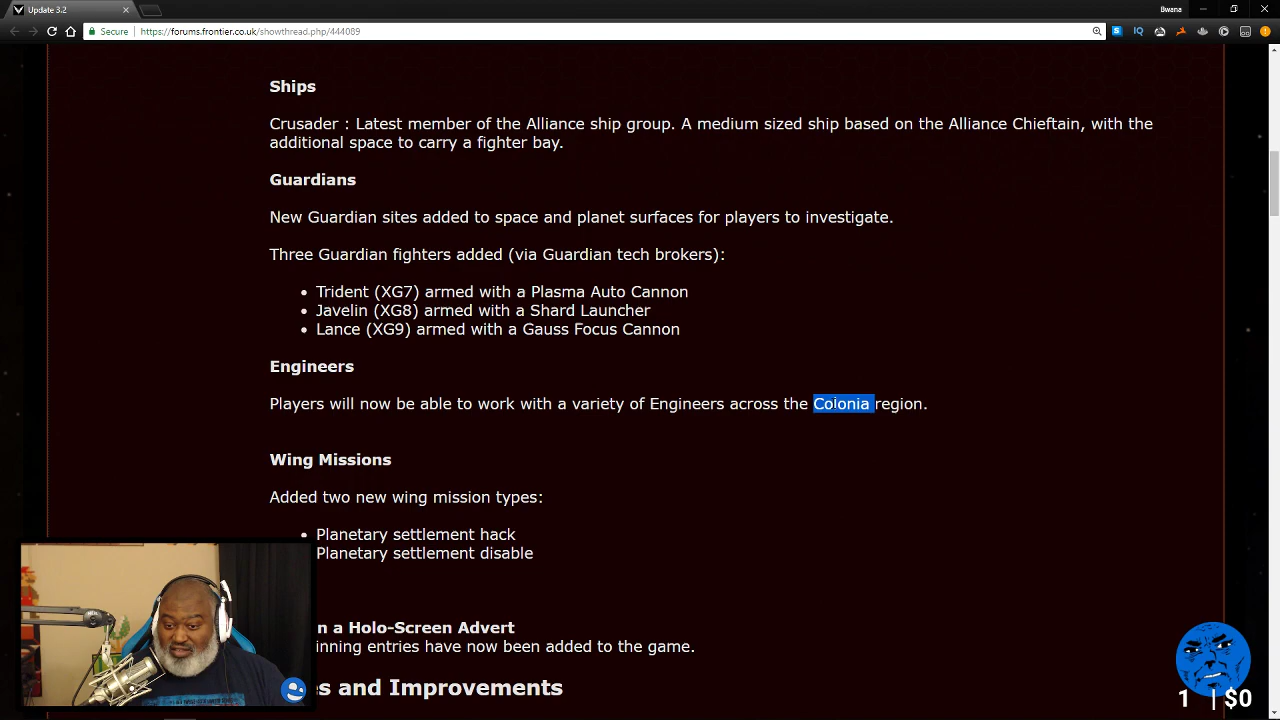 Update 3.2
Bwana
Secure
https://forums.frontier.co.uk/showthread.php/444089
Ships
Crusader : Latest member of the Alliance ship group. A medium sized ship based on the Alliance Chieftain, with the
additional space to carry a fighter bay.
Guardians
New Guardian sites added to space and planet surfaces for players to investigate.
Three Guardian fighters added (via Guardian tech brokers):
• Trident (XG7) armed with a Plasma Auto Cannon
• Javelin (XG8) armed with a Shard Launcher
• Lance (XG9) armed with a Gauss Focus Cannon
Engineers
Players will now be able to work with a variety of Engineers across the Colonia region.
Wing Missions
Added two new wing mission types:
• Planetary settlement hack
Planetary settlement disable
n a Holo-Screen Advert
inning entries have now been added to the game.
s and Improvements
1 | $0